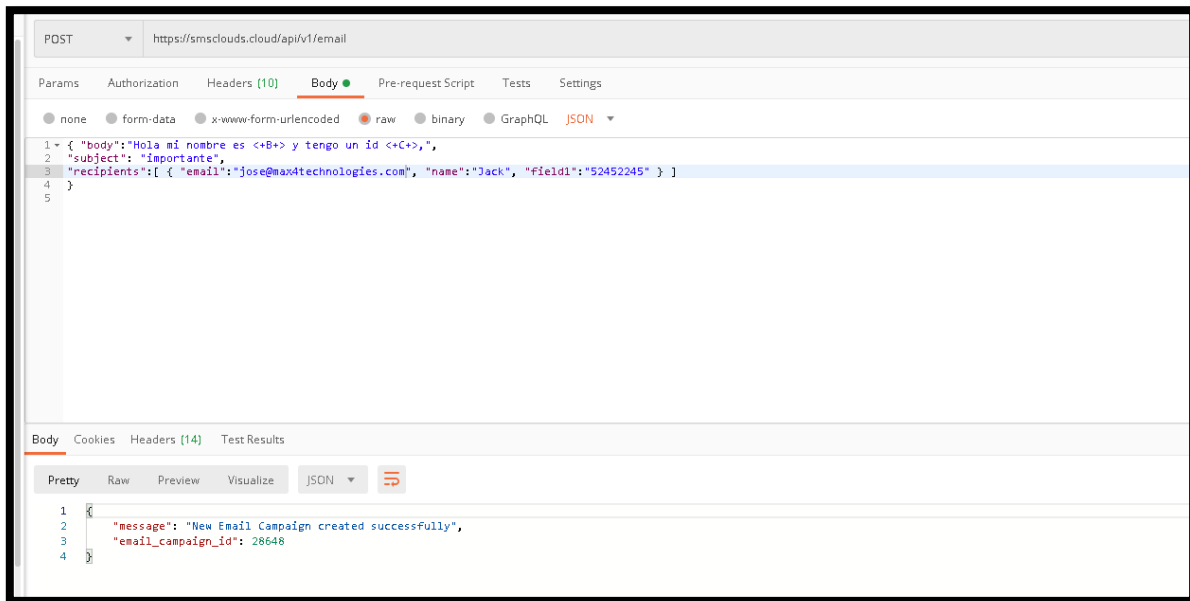 POST https://smsclouds.cloud/api/v1/email
Params Authorization Headers (10) Body Pre-request Script Tests Settings
none form-data x-www-form-urlencoded raw binary GraphQL JSON
1 { "body":"Hola mi nombre es <+B+> y tengo un id <+C+>,",
2 "subject": "importante",
3 "recipients":[ { "email":"jose@max4technologies.com", "name":"Jack", "field1":"52452245" } ]
4 }
5
Body Cookies Headers (14) Test Results
Pretty Raw Preview Visualize JSON
1 {
2 "message": "New Email Campaign created successfully",
3 "email_campaign_id": 28648
4 }